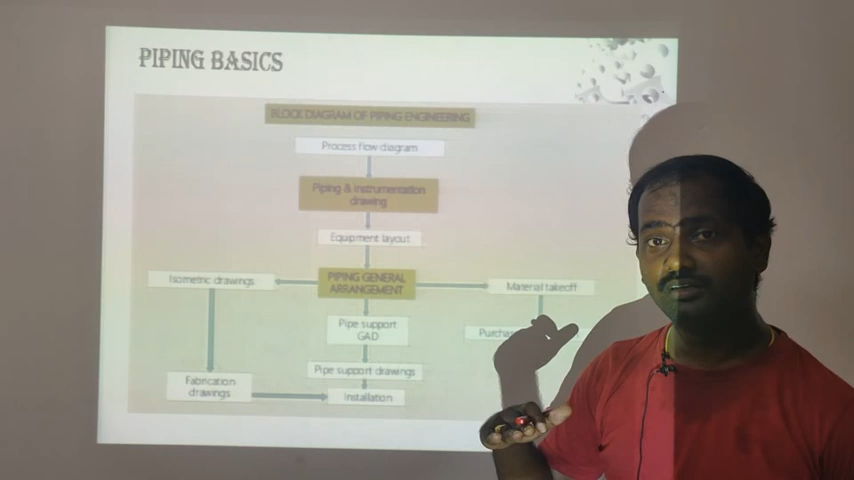 PIPING BASICS
BLOCK DIAGRAM OF PIPING ENGINEERING
Process flow diagram
Piping & instrumentation
drawing
Equipment layout
Isometric drawings
PIPING GENERAL
ARRANGEMENT
Material takeoff
Pipe support
GAD
Pipe support drawings
Fabrication
drawings
Installation